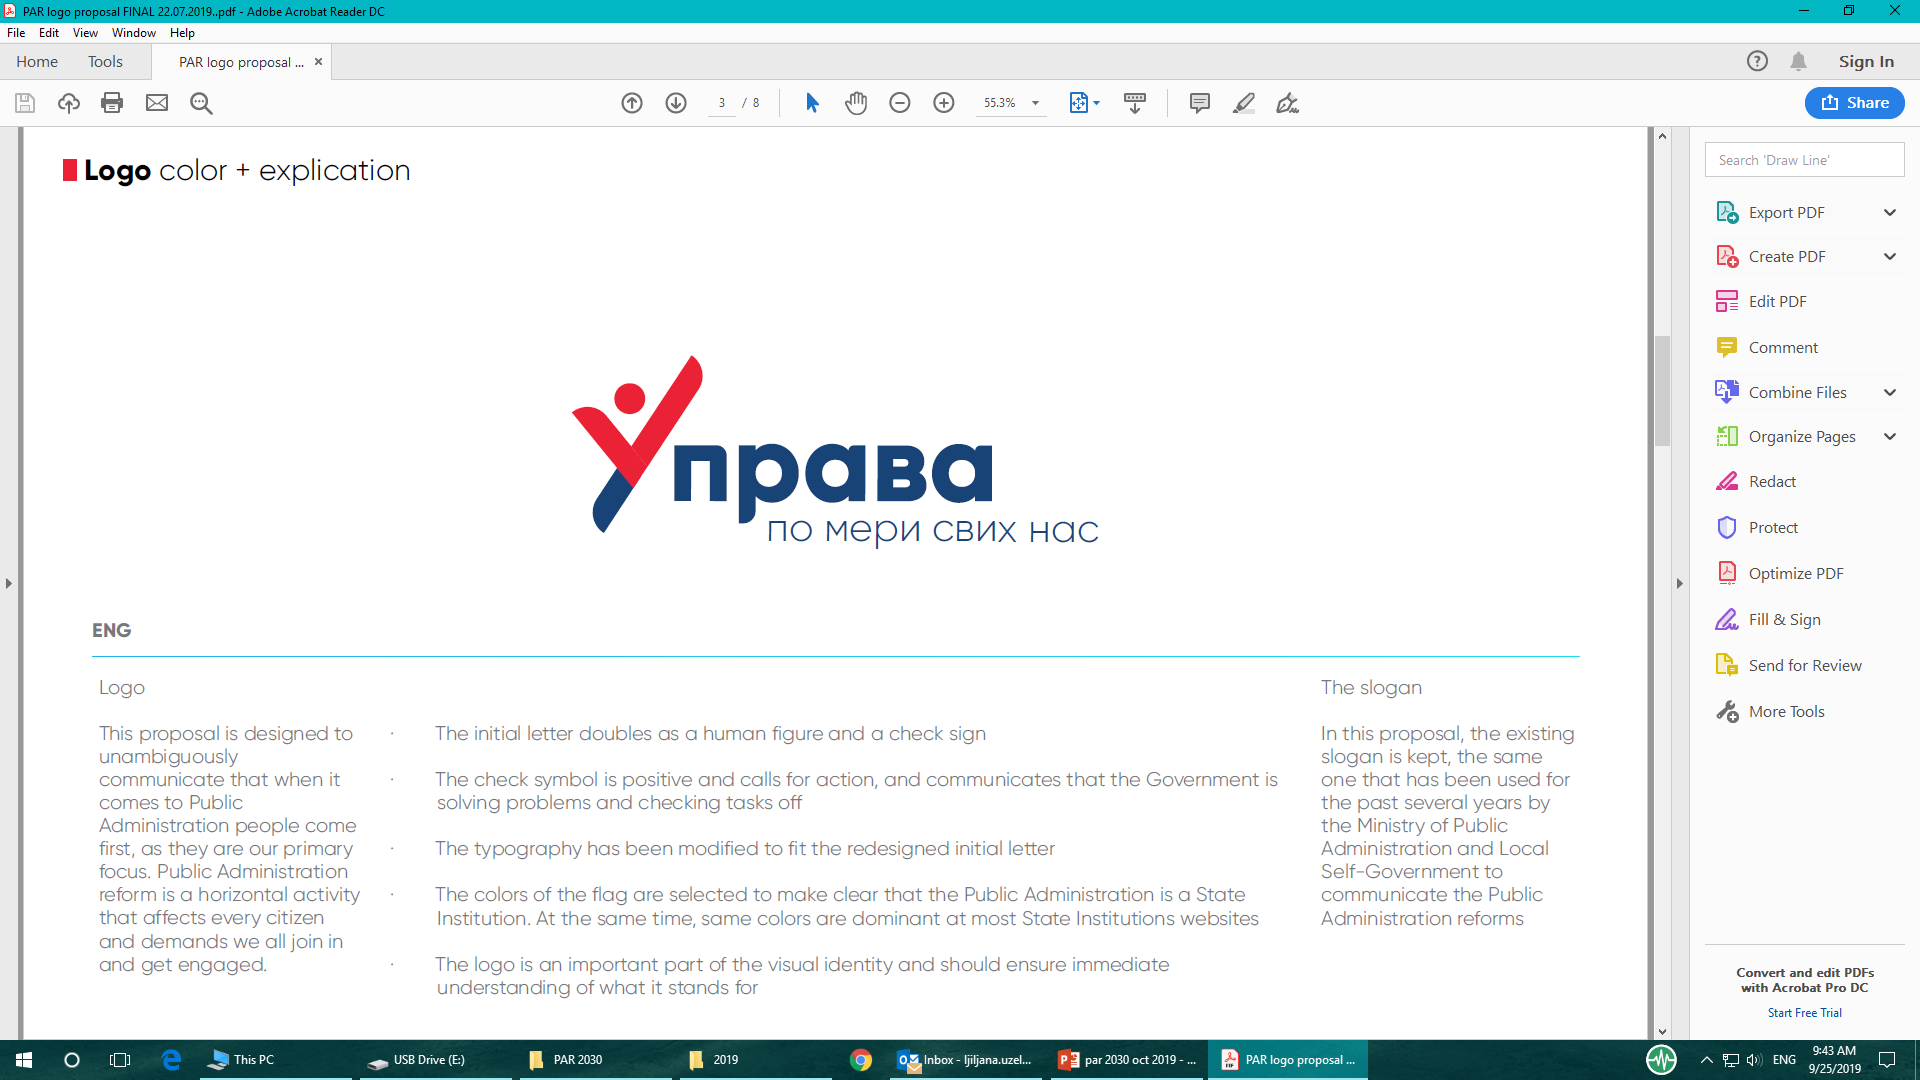 PAR logo proposal FINAL 22.07.2019..pdf - Adobe Acrobat Reader DC
File Edit View Window Help
Home Tools PAR logo proposal ... × Sign In
3 / 8 55.3% Share
Logo color + explication
Управа
по мери свих нас
ENG
Logo
This proposal is designed to
unambiguously
communicate that when it
comes to Public
Administration people come
first, as they are our primary
focus. Public Administration
reform is a horizontal activity
that affects every citizen
and demands we all join in
and get engaged.
· The initial letter doubles as a human figure and a check sign
· The check symbol is positive and calls for action, and communicates that the Government is
solving problems and checking tasks off
· The typography has been modified to fit the redesigned initial letter
· The colors of the flag are selected to make clear that the Public Administration is a State
Institution. At the same time, same colors are dominant at most State Institutions websites
· The logo is an important part of the visual identity and should ensure immediate
understanding of what it stands for
The slogan
In this proposal, the existing
slogan is kept, the same
one that has been used for
the past several years by
the Ministry of Public
Administration and Local
Self-Government to
communicate the Public
Administration reforms
Search 'Draw Line'
Export PDF
Create PDF
Edit PDF
Comment
Combine Files
Organize Pages
Redact
Protect
Optimize PDF
Fill & Sign
Send for Review
More Tools
Convert and edit PDFs
with Acrobat Pro DC
Start Free Trial
This PC USB Drive (E:) PAR 2030 2019 Inbox - ljiljana.uzel... par 2030 oct 2019 - ... PAR logo proposal ... ENG 9:43 AM
9/25/2019